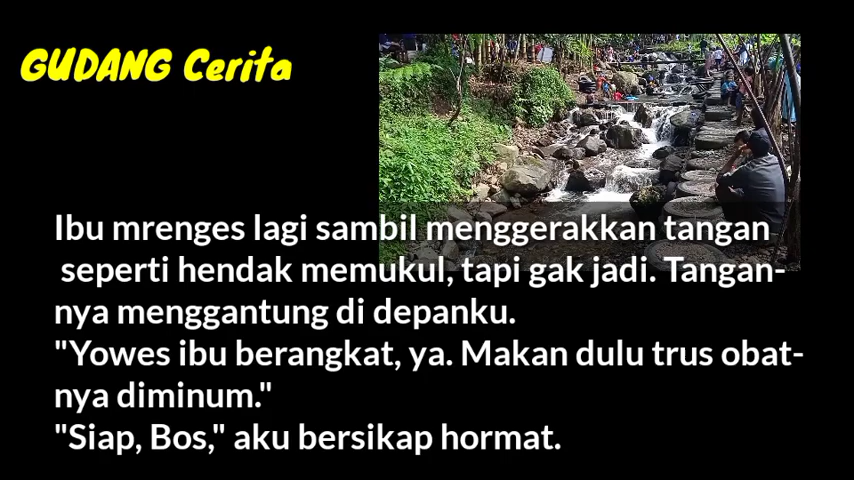 GUDANG Cerita
Ibu mrenges lagi sambil menggerakkan tangan
seperti hendak memukul, tapi gak jadi. Tangan-
nya menggantung di depanku.
"Yowes ibu berangkat, ya. Makan dulu trus obat-
nya diminum."
"Siap, Bos," aku bersikap hormat.